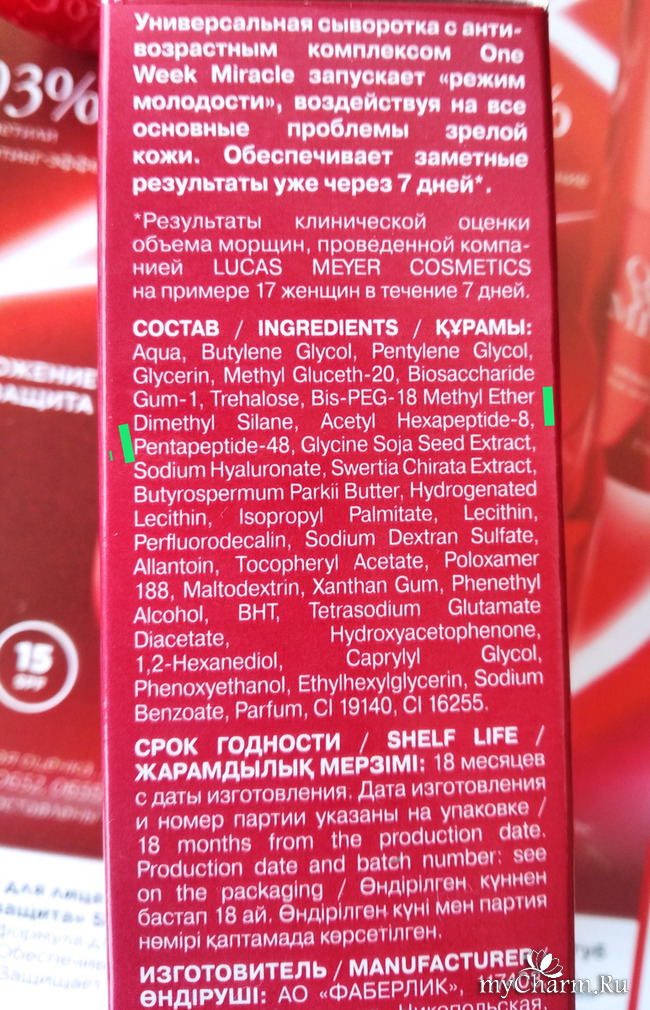 Универсальная сыворотка с анти-
возрастным комплексом One
Week Miracle запускает «режим
молодости», воздействуя на все
основные проблемы зрелой
кожи. Обеспечивает заметные
результаты уже через 7 дней*.
*Результаты клинической оценки
объема морщин, проведенной компа-
нией LUCAS MEYER COSMETICS
на примере 17 женщин в течение 7 дней.
СОСТАВ / INGREDIENTS / ҚҰРАМЫ:
Aqua, Butylene Glycol, Pentylene Glycol,
Glycerin, Methyl Gluceth-20, Biosaccharide
Gum-1, Trehalose, Bis-PEG-18 Methyl Ether
Dimethyl Silane, Acetyl Hexapeptide-8,
Pentapeptide-48, Glycine Soja Seed Extract,
Sodium Hyaluronate, Swertia Chirata Extract,
Butyrospermum Parkii Butter, Hydrogenated
Lecithin, Isopropyl Palmitate, Lecithin,
Perfluorodecalin, Sodium Dextran Sulfate,
Allantoin, Tocopheryl Acetate, Poloxamer
188, Maltodextrin, Xanthan Gum, Phenethyl
Alcohol, BHT, Tetrasodium Glutamate
Diacetate, Hydroxyacetophenone,
1,2-Hexanediol, Caprylyl Glycol,
Phenoxyethanol, Ethylhexylglycerin, Sodium
Benzoate, Parfum, CI 19140, CI 16255.
СРОК ГОДНОСТИ / SHELF LIFE /
ЖАРАМДЫЛЫҚ МЕРЗІМІ: 18 месяцев
с даты изготовления. Дата изготовления
и номер партии указаны на упаковке /
18 months from the production date.
Production date and batch number: see
on the packaging / Өндірілген күннен
бастап 18 ай. Өндірілген күні мен партия
нөмірі қаптамада көрсетілген.
ИЗГОТОВИТЕЛЬ / MANUFACTURER /
ӨНДІРУШІ: АО «ФАБЕРЛИК»,
Никопольская,
93%
15
SPF
для лица
myCharm.Ru